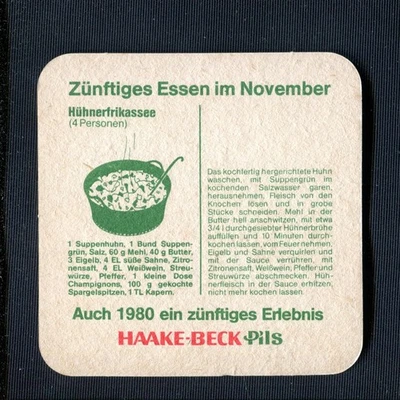 Zünftiges Essen im November
Hühnerfrikassee
(4 Personen)
1 Suppenhuhn, 1 Bund Suppen-
grün, Salz, 60 g Mehl, 40 g Butter,
3 Eigelb, 4 EL süße Sahne, Zitro-
nensaft, 4 EL Weißwein, Streu-
würze, Pfeffer, 1 kleine Dose
Champignons, 100 g gekochte
Spargelspitzen, 1 TL Kapern.
Das kochfertig hergerichtete Huhn
waschen, mit Suppengrün im
kochenden Salzwasser garen,
herausnehmen, Fleisch von den
Knochen lösen und in grobe
Stücke schneiden. Mehl in der
Butter hell anschwitzen, mit etwa
3/4 l durchgesiebter Hühnerbrühe
auffüllen und 10 Minuten durch-
kochen lassen, vom Feuer nehmen.
Eigelb und Sahne verquirlen und
mit der Sauce verrühren, mit
Zitronensaft, Weißwein, Pfeffer und
Streuwürze abschmecken. Hüh-
nerfleisch in der Sauce erhitzen,
nicht mehr kochen lassen.
Auch 1980 ein zünftiges Erlebnis
HAAKE-BECK Pils